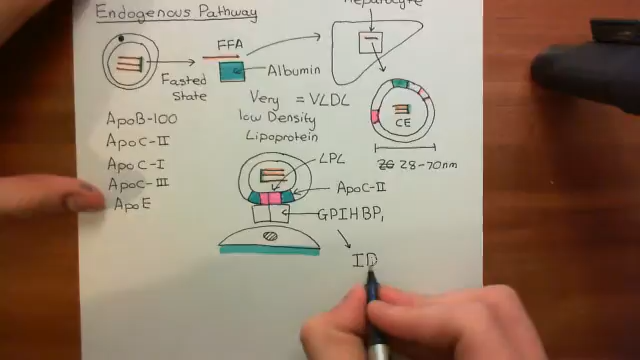 Endogenous Pathway
Hepatocyte
FFA
Albumin
Fasted
State
Very = VLDL
low Density
Lipoprotein
CE
28-70nm
ApoB-100
ApoC-II
ApoC-I
ApoC-III
ApoE
LPL
ApoC-II
GPIHBP1
ID